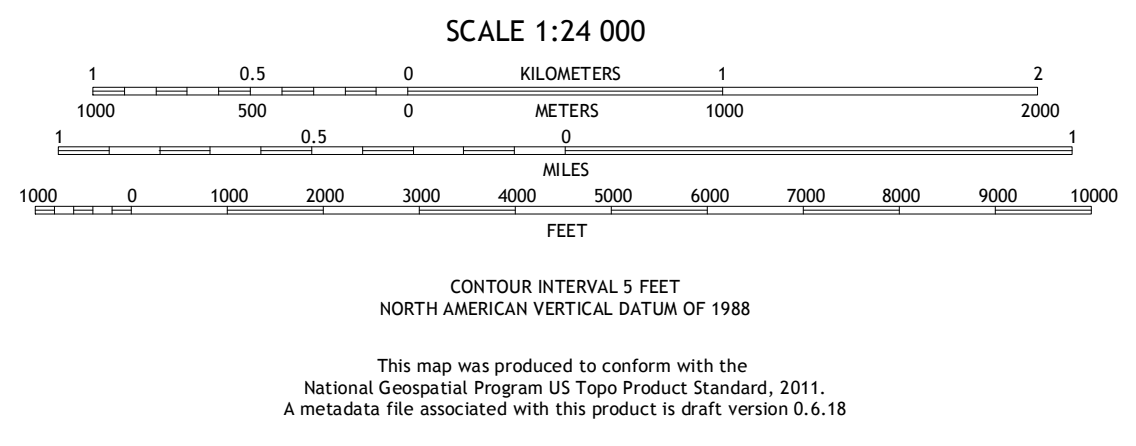 SCALE 1:24 000
1 0.5 0 KILOMETERS 1 2
1000 500 0 METERS 1000 2000
1 0.5 0 1
MILES
1000 0 1000 2000 3000 4000 5000 6000 7000 8000 9000 10000
FEET
CONTOUR INTERVAL 5 FEET
NORTH AMERICAN VERTICAL DATUM OF 1988
This map was produced to conform with the
National Geospatial Program US Topo Product Standard, 2011.
A metadata file associated with this product is draft version 0.6.18